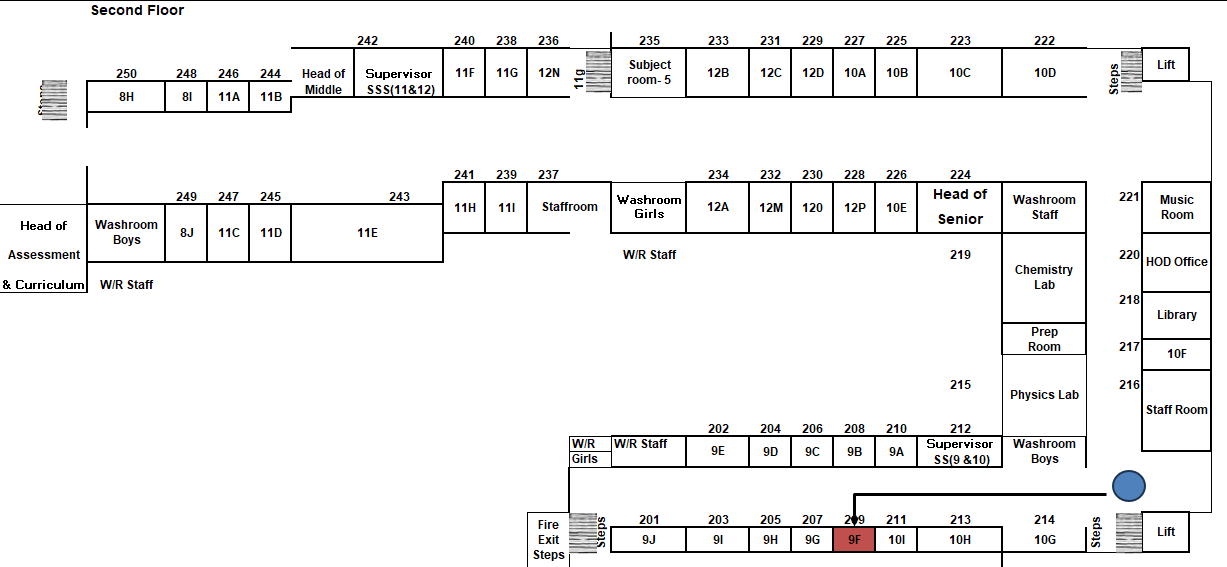 Second Floor
242 240 238 236 235 233 231 229 227 225 223 222
250 248 246 244
Head of
Middle
Supervisor
SSS(11&12)
11F 11G 12N
11g
Subject
room- 5
12B 12C 12D 10A 10B 10C 10D
Steps
Lift
8H 8I 11A 11B
241 239 237 234 232 230 228 226 224
249 247 245 243
221
Head of
Assessment
& Curriculum
Washroom
Boys
8J 11C 11D 11E
11H 11I Staffroom
Washroom
Girls
12A 12M 120 12P 10E
Head of
Senior
Washroom
Staff
Music
Room
W/R Staff
W/R Staff
219
Chemistry
Lab
220
HOD Office
218
Library
Prep
Room
217
10F
215
Physics Lab
216
Staff Room
202 204 206 208 210 212
W/R
Girls
W/R Staff
9E 9D 9C 9B 9A
Supervisor
SS(9 &10)
Washroom
Boys
201 203 205 207 209 211 213 214
Fire
Exit
Steps
Steps
9J 9I 9H 9G 9F 10I 10H 10G
Steps
Lift